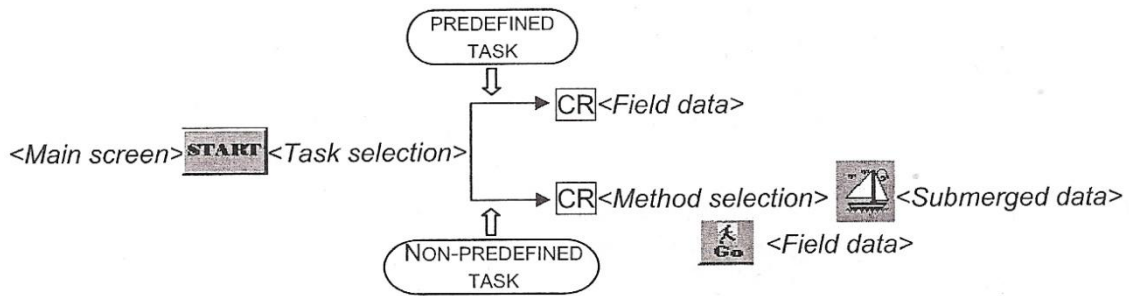 PREDEFINED
TASK
CR <Field data>
<Main screen> START <Task selection>
CR <Method selection> <Submerged data>
Go <Field data>
NON-PREDEFINED
TASK